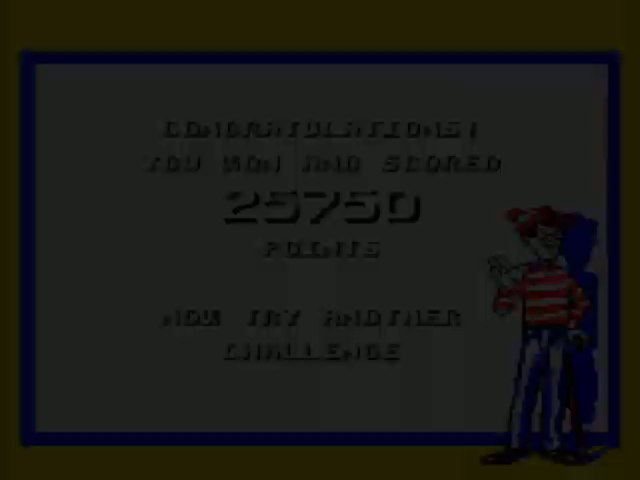 CONGRATULATIONS!
YOU WON AND SCORED
25750
POINTS
NOW TRY ANOTHER
CHALLENGE